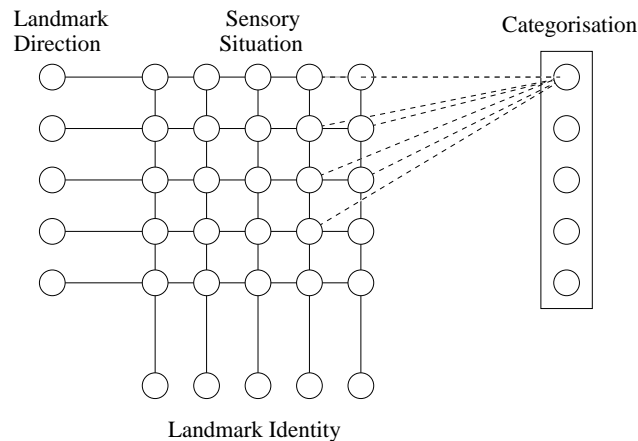 Landmark
Direction
Sensory
Situation
Categorisation
Landmark Identity